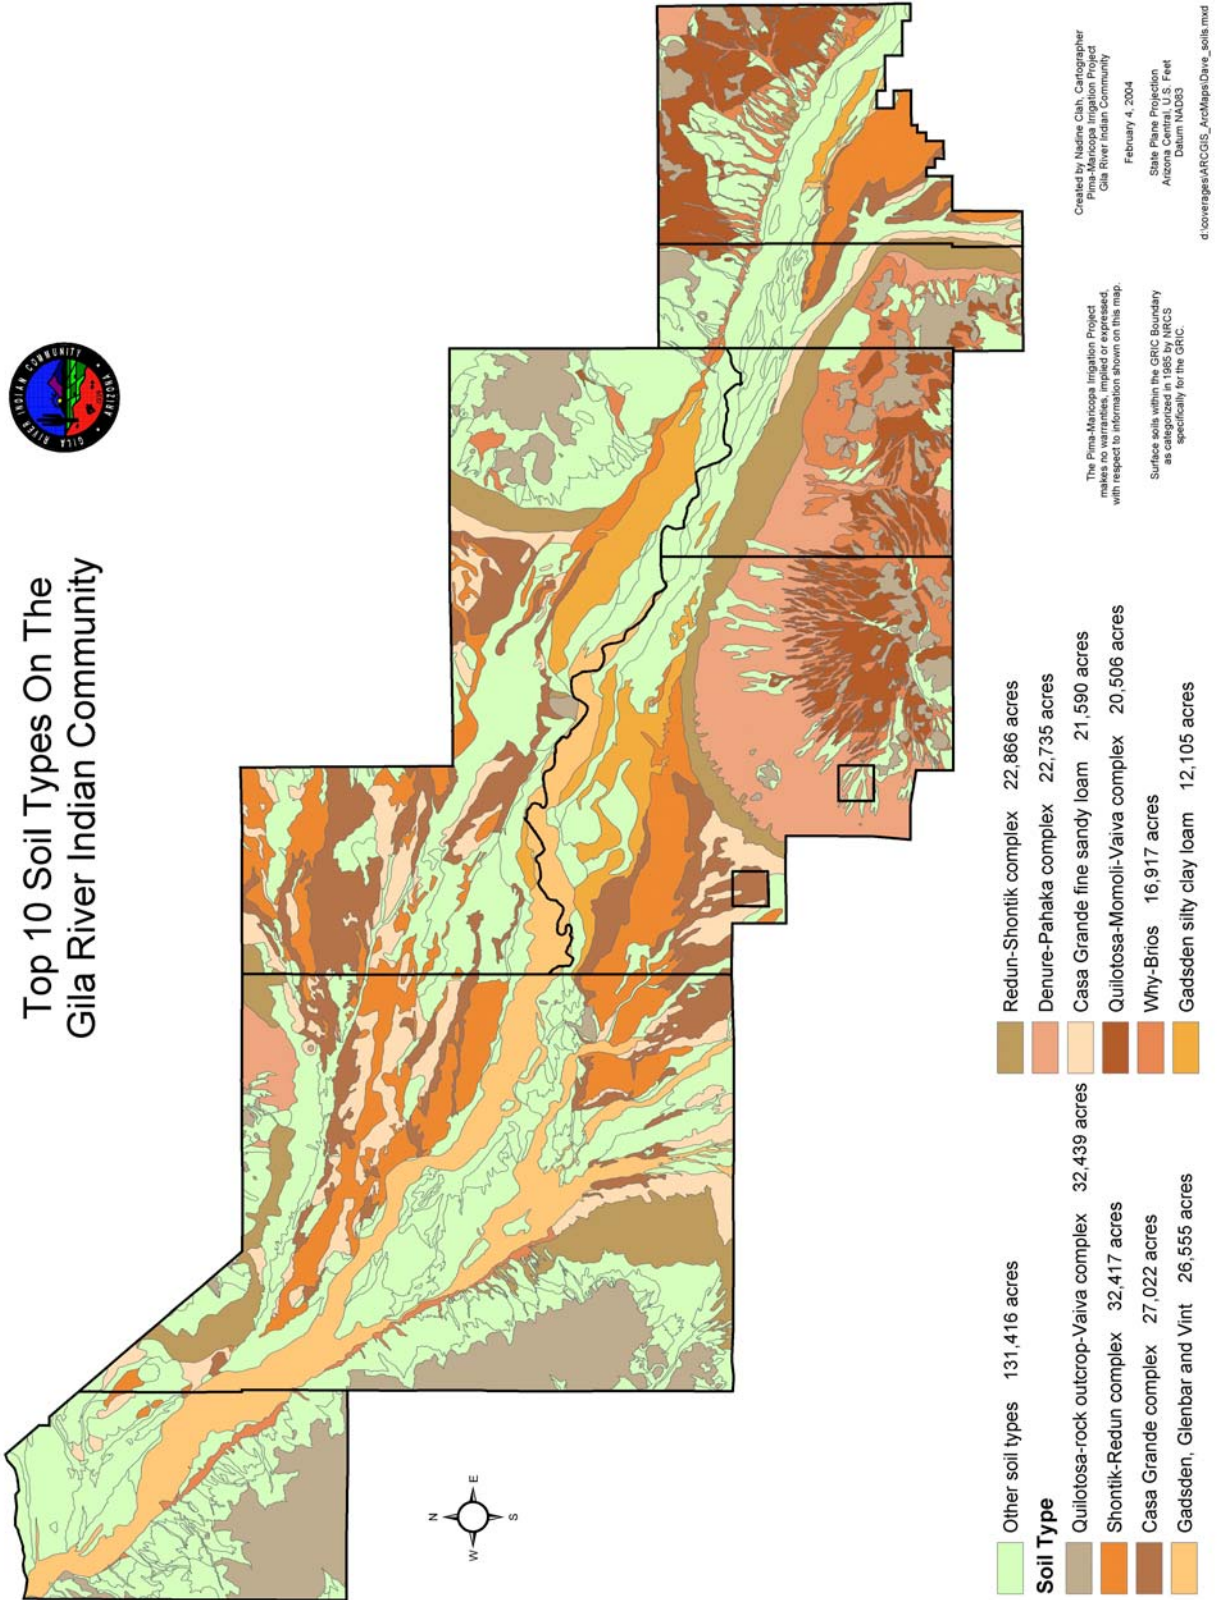 Top 10 Soil Types On The
Gila River Indian Community
GILA RIVER INDIAN COMMUNITY
ARIZONA
N
W
E
S
Other soil types 131,416 acres
Soil Type
Quilotosa-rock outcrop-Vaiva complex 32,439 acres
Shontik-Redun complex 32,417 acres
Casa Grande complex 27,022 acres
Gadsden, Glenbar and Vint 26,555 acres
Redun-Shontik complex 22,866 acres
Denure-Pahaka complex 22,735 acres
Casa Grande fine sandy loam 21,590 acres
Quilotosa-Momoli-Vaiva complex 20,506 acres
Why-Brios 16,917 acres
Gadsden silty clay loam 12,105 acres
The Pima-Maricopa Irrigation Project
makes no warranties, implied or expressed,
with respect to information shown on this map.
Surface soils within the GRIC Boundary
as categorized in 1985 by NRCS
specifically for the GRIC.
Created by Nadine Clah, Cartographer
Pima-Maricopa Irrigation Project
Gila River Indian Community
February 4, 2004
State Plane Projection
Arizona Central, U.S. Feet
Datum NAD83
d:\coverages\ARCGIS_ArcMaps\Dave_soils.mxd